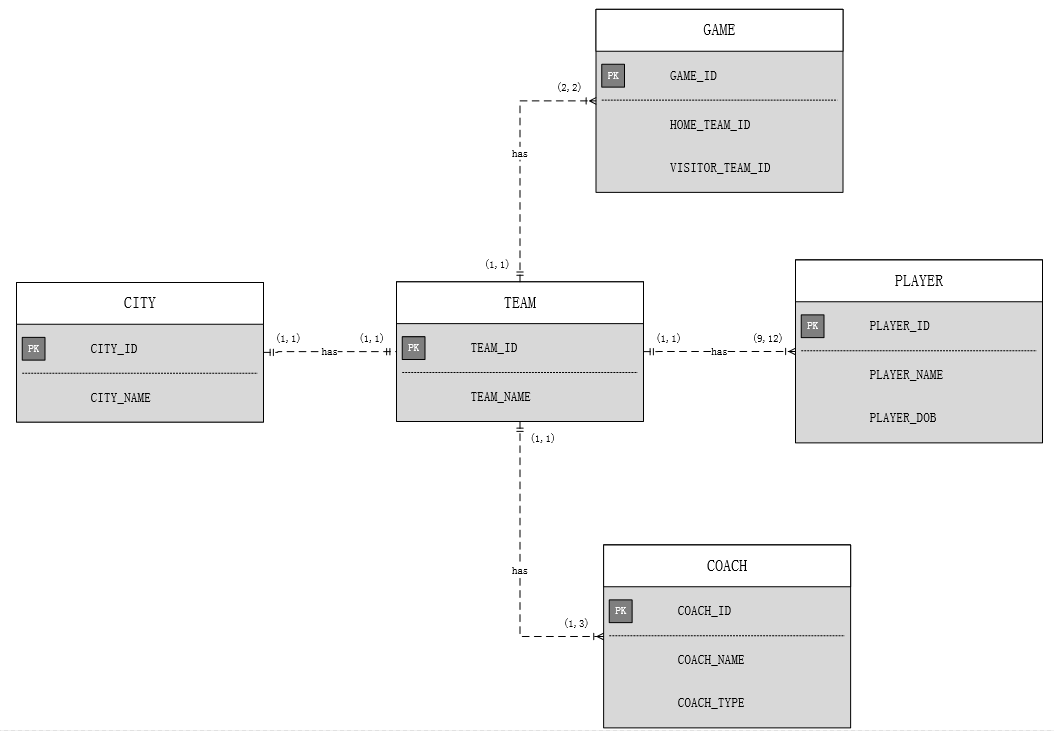 GAME
PK GAME_ID
(2,2)
HOME_TEAM_ID
has
VISITOR_TEAM_ID
(1,1)
CITY
PK CITY_ID
CITY_NAME
(1,1) has (1,1)
TEAM
PK TEAM_ID
TEAM_NAME
(1,1) has (9,12)
PLAYER
PK PLAYER_ID
PLAYER_NAME
PLAYER_DOB
(1,1)
has
(1,3)
COACH
PK COACH_ID
COACH_NAME
COACH_TYPE